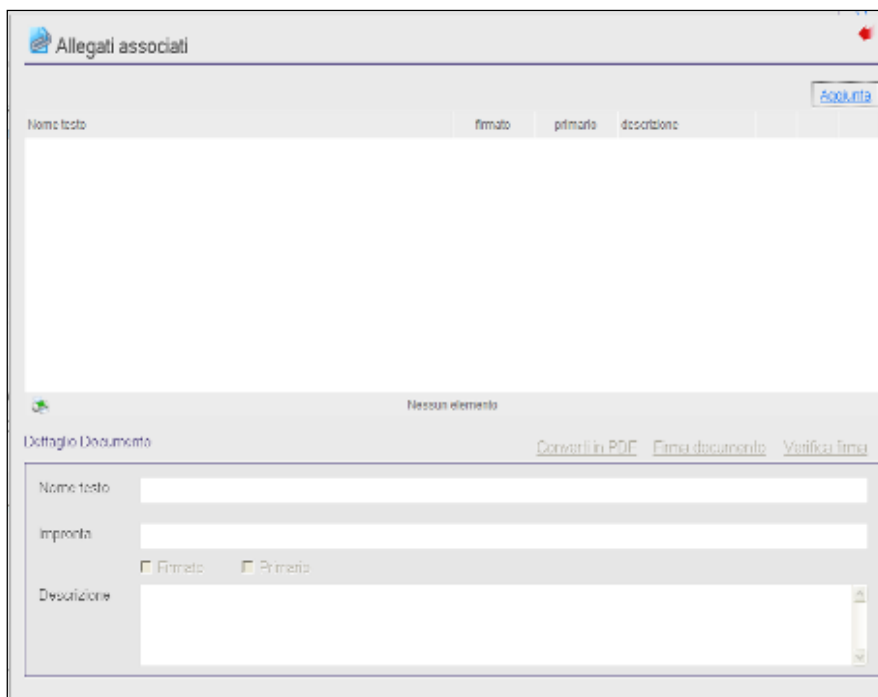 Allegati associati
Aggiunta
Nome testo firmato primario descrizione
Nessun elemento
Dettaglio Documento Converti in PDF Firma documento Verifica firma
Nome testo
Impronta
Firmato Primario
Descrizione